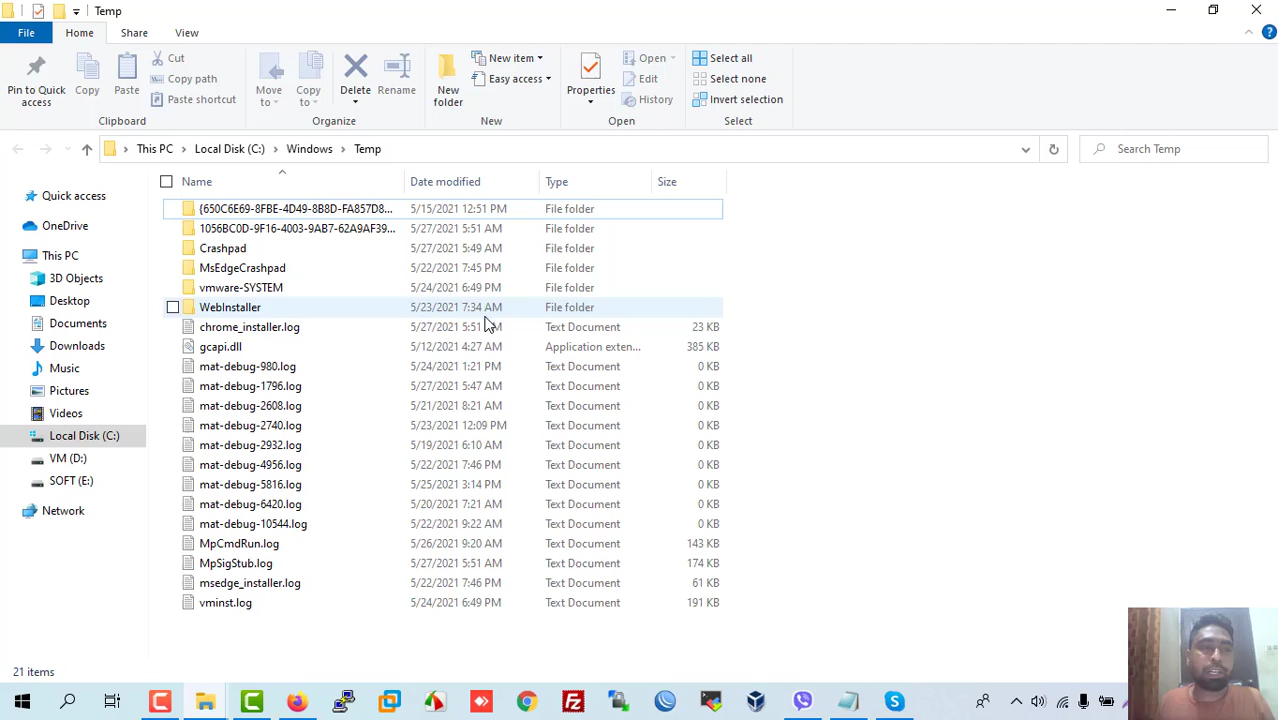 Temp
File Home Share View
Pin to Quick access
Copy
Paste
Cut
Copy path
Paste shortcut
Clipboard
Move to
Copy to
Delete
Rename
Organize
New folder
New item
Easy access
New
Properties
Open
Edit
History
Open
Select all
Select none
Invert selection
Select
This PC Local Disk (C:) Windows Temp
Search Temp
Quick access
OneDrive
This PC
3D Objects
Desktop
Documents
Downloads
Music
Pictures
Videos
Local Disk (C:)
VM (D:)
SOFT (E:)
Network
Name Date modified Type Size
{650C6E69-8FBE-4D49-8B8D-FA857D8... 5/15/2021 12:51 PM File folder
1056BC0D-9F16-4003-9AB7-62A9AF39... 5/27/2021 5:51 AM File folder
Crashpad 5/27/2021 5:49 AM File folder
MsEdgeCrashpad 5/22/2021 7:45 PM File folder
vmware-SYSTEM 5/24/2021 6:49 PM File folder
WebInstaller 5/23/2021 7:34 AM File folder
chrome_installer.log 5/27/2021 5:51 AM Text Document 23 KB
gcapi.dll 5/12/2021 4:27 AM Application exten... 385 KB
mat-debug-980.log 5/24/2021 1:21 PM Text Document 0 KB
mat-debug-1796.log 5/27/2021 5:47 AM Text Document 0 KB
mat-debug-2608.log 5/21/2021 8:21 AM Text Document 0 KB
mat-debug-2740.log 5/23/2021 12:09 PM Text Document 0 KB
mat-debug-2932.log 5/19/2021 6:10 AM Text Document 0 KB
mat-debug-4956.log 5/22/2021 7:46 PM Text Document 0 KB
mat-debug-5816.log 5/25/2021 3:14 PM Text Document 0 KB
mat-debug-6420.log 5/20/2021 7:21 AM Text Document 0 KB
mat-debug-10544.log 5/22/2021 9:22 AM Text Document 0 KB
MpCmdRun.log 5/26/2021 9:20 AM Text Document 143 KB
MpSigStub.log 5/27/2021 5:51 AM Text Document 174 KB
msedge_installer.log 5/22/2021 7:46 PM Text Document 61 KB
vminst.log 5/24/2021 6:49 PM Text Document 191 KB
21 items